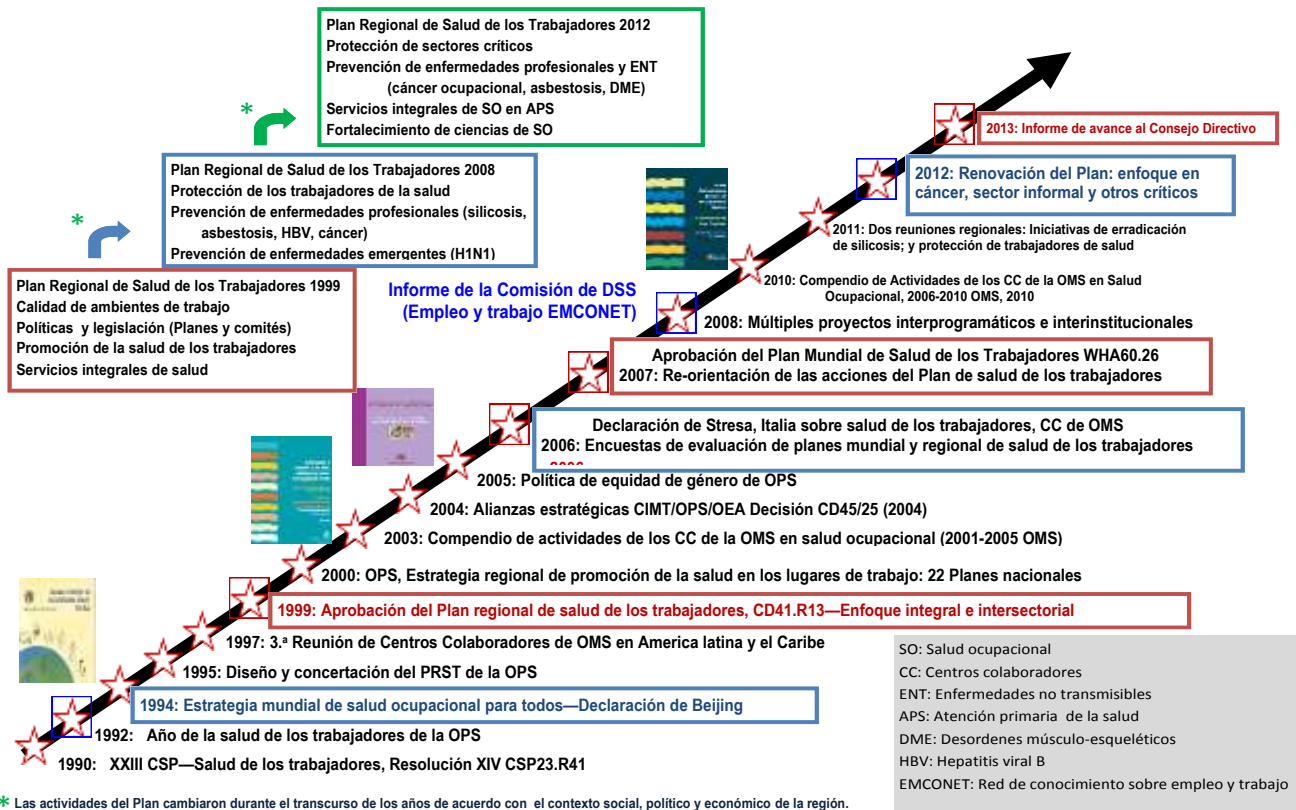 Plan Regional de Salud de los Trabajadores 2012
Protección de sectores críticos
Prevención de enfermedades profesionales y ENT
(cáncer ocupacional, asbestosis, DME)
Servicios integrales de SO en APS
Fortalecimiento de ciencias de SO
*
Plan Regional de Salud de los Trabajadores 2008
Protección de los trabajadores de la salud
Prevención de enfermedades profesionales (silicosis,
asbestosis, HBV, cáncer)
Prevención de enfermedades emergentes (H1N1)
*
Plan Regional de Salud de los Trabajadores 1999
Calidad de ambientes de trabajo
Políticas y legislación (Planes y comités)
Promoción de la salud de los trabajadores
Servicios integrales de salud
2013: Informe de avance al Consejo Directivo
2012: Renovación del Plan: enfoque en
cáncer, sector informal y otros críticos
2011: Dos reuniones regionales: Iniciativas de erradicación
de silicosis; y protección de trabajadores de salud
2010: Compendio de Actividades de los CC de la OMS en Salud
Ocupacional, 2006-2010 OMS, 2010
Informe de la Comisión de DSS
(Empleo y trabajo EMCONET)
2008: Múltiples proyectos interprogramáticos e interinstitucionales
Aprobación del Plan Mundial de Salud de los Trabajadores WHA60.26
2007: Re-orientación de las acciones del Plan de salud de los trabajadores
Declaración de Stresa, Italia sobre salud de los trabajadores, CC de OMS
2006: Encuestas de evaluación de planes mundial y regional de salud de los trabajadores
2005: Política de equidad de género de OPS
2004: Alianzas estratégicas CIMT/OPS/OEA Decisión CD45/25 (2004)
2003: Compendio de actividades de los CC de la OMS en salud ocupacional (2001-2005 OMS)
2000: OPS, Estrategia regional de promoción de la salud en los lugares de trabajo: 22 Planes nacionales
1999: Aprobación del Plan regional de salud de los trabajadores, CD41.R13—Enfoque integral e intersectorial
1997: 3.ª Reunión de Centros Colaboradores de OMS en America latina y el Caribe
1995: Diseño y concertación del PRST de la OPS
1994: Estrategia mundial de salud ocupacional para todos—Declaración de Beijing
1992: Año de la salud de los trabajadores de la OPS
1990: XXIII CSP—Salud de los trabajadores, Resolución XIV CSP23.R41
SO: Salud ocupacional
CC: Centros colaboradores
ENT: Enfermedades no transmisibles
APS: Atención primaria de la salud
DME: Desordenes músculo-esqueléticos
HBV: Hepatitis viral B
EMCONET: Red de conocimiento sobre empleo y trabajo
* Las actividades del Plan cambiaron durante el transcurso de los años de acuerdo con el contexto social, político y económico de la región.